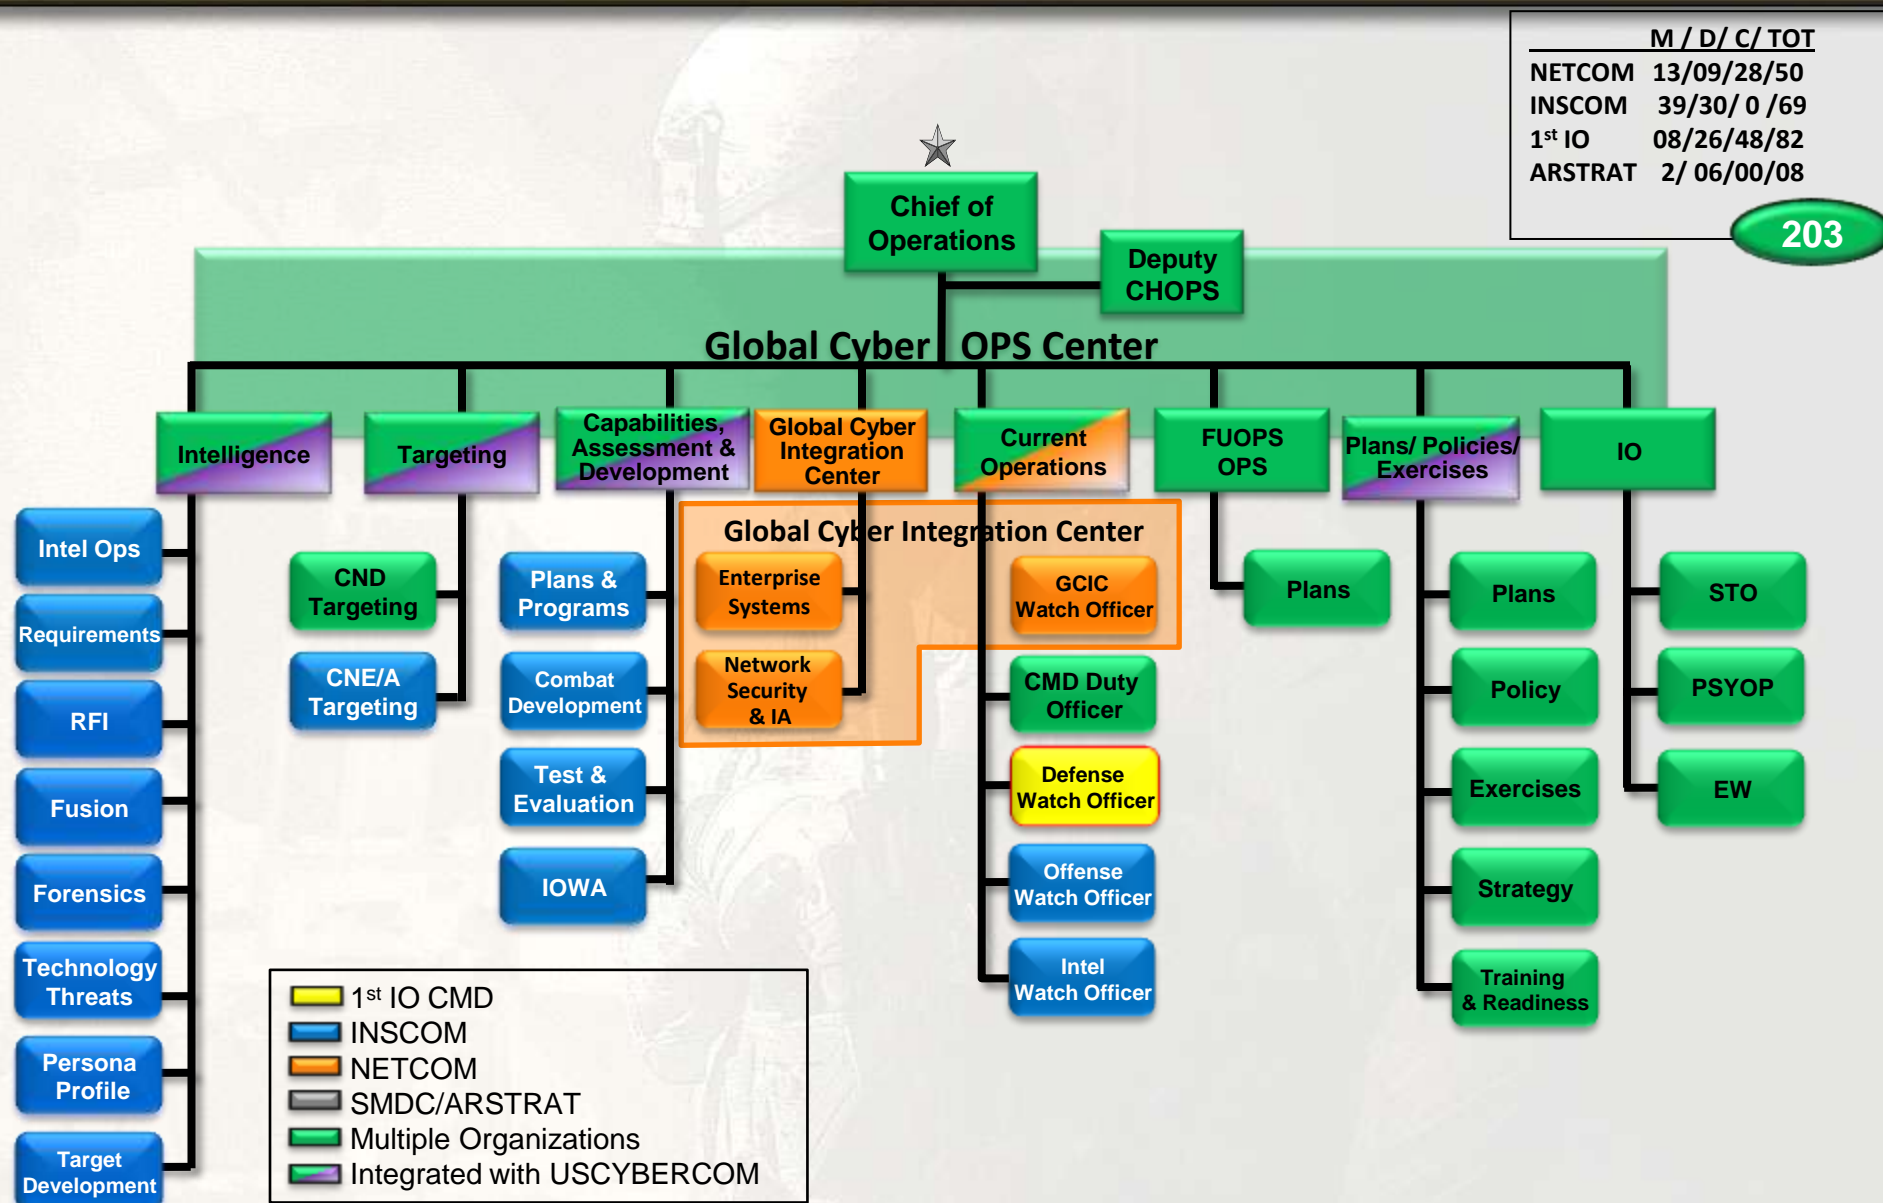 M / D/ C/ TOT
NETCOM 13/09/28/50
INSCOM 39/30/ 0 /69
1st IO 08/26/48/82
ARSTRAT 2/ 06/00/08
203
Chief of
Operations
Deputy
CHOPS
Global Cyber OPS Center
Intelligence
Targeting
Capabilities,
Assessment &
Development
Global Cyber
Integration
Center
Current
Operations
FUOPS
OPS
Plans/ Policies/
Exercises
IO
Intel Ops
Requirements
RFI
Fusion
Forensics
Technology
Threats
Persona
Profile
Target
Development
CND
Targeting
CNE/A
Targeting
Plans &
Programs
Combat
Development
Test &
Evaluation
IOWA
Global Cyber Integration Center
Enterprise
Systems
Network
Security
& IA
GCIC
Watch Officer
CMD Duty
Officer
Defense
Watch Officer
Offense
Watch Officer
Intel
Watch Officer
Plans
Plans
Policy
Exercises
Strategy
Training
& Readiness
STO
PSYOP
EW
1st IO CMD
INSCOM
NETCOM
SMDC/ARSTRAT
Multiple Organizations
Integrated with USCYBERCOM